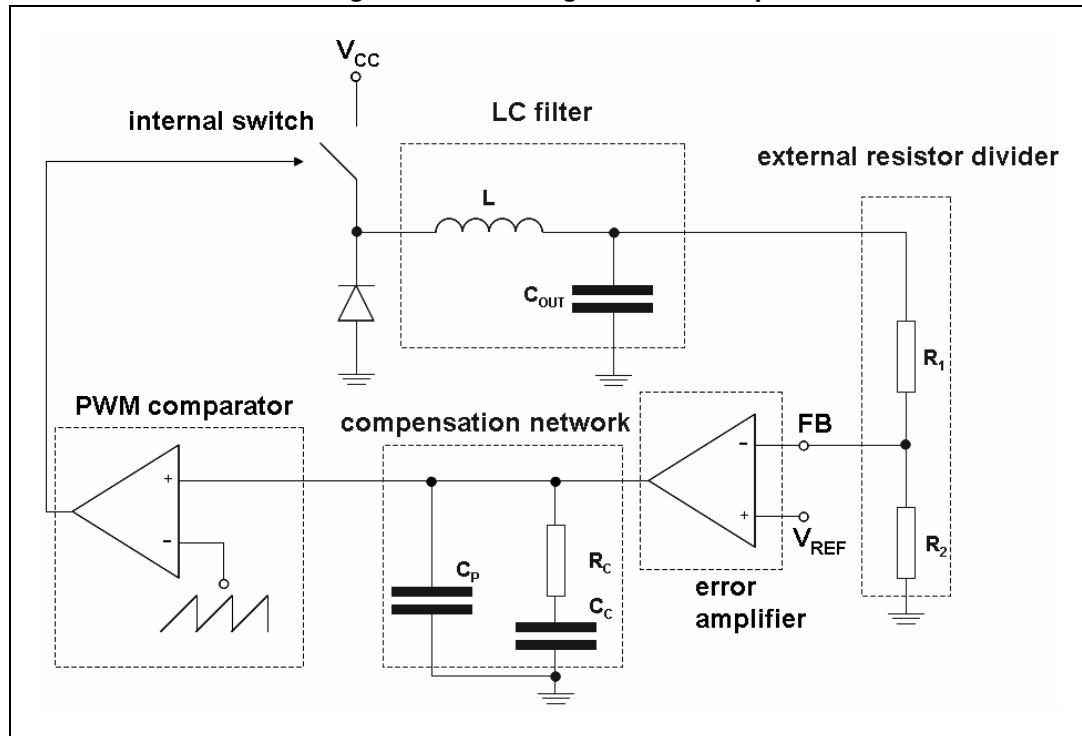 V_CC
internal switch
LC filter
external resistor divider
L
C_OUT
R_1
PWM comparator
compensation network
FB
-
+
+
-
V_REF
R_2
C_P
R_C
C_C
error
amplifier